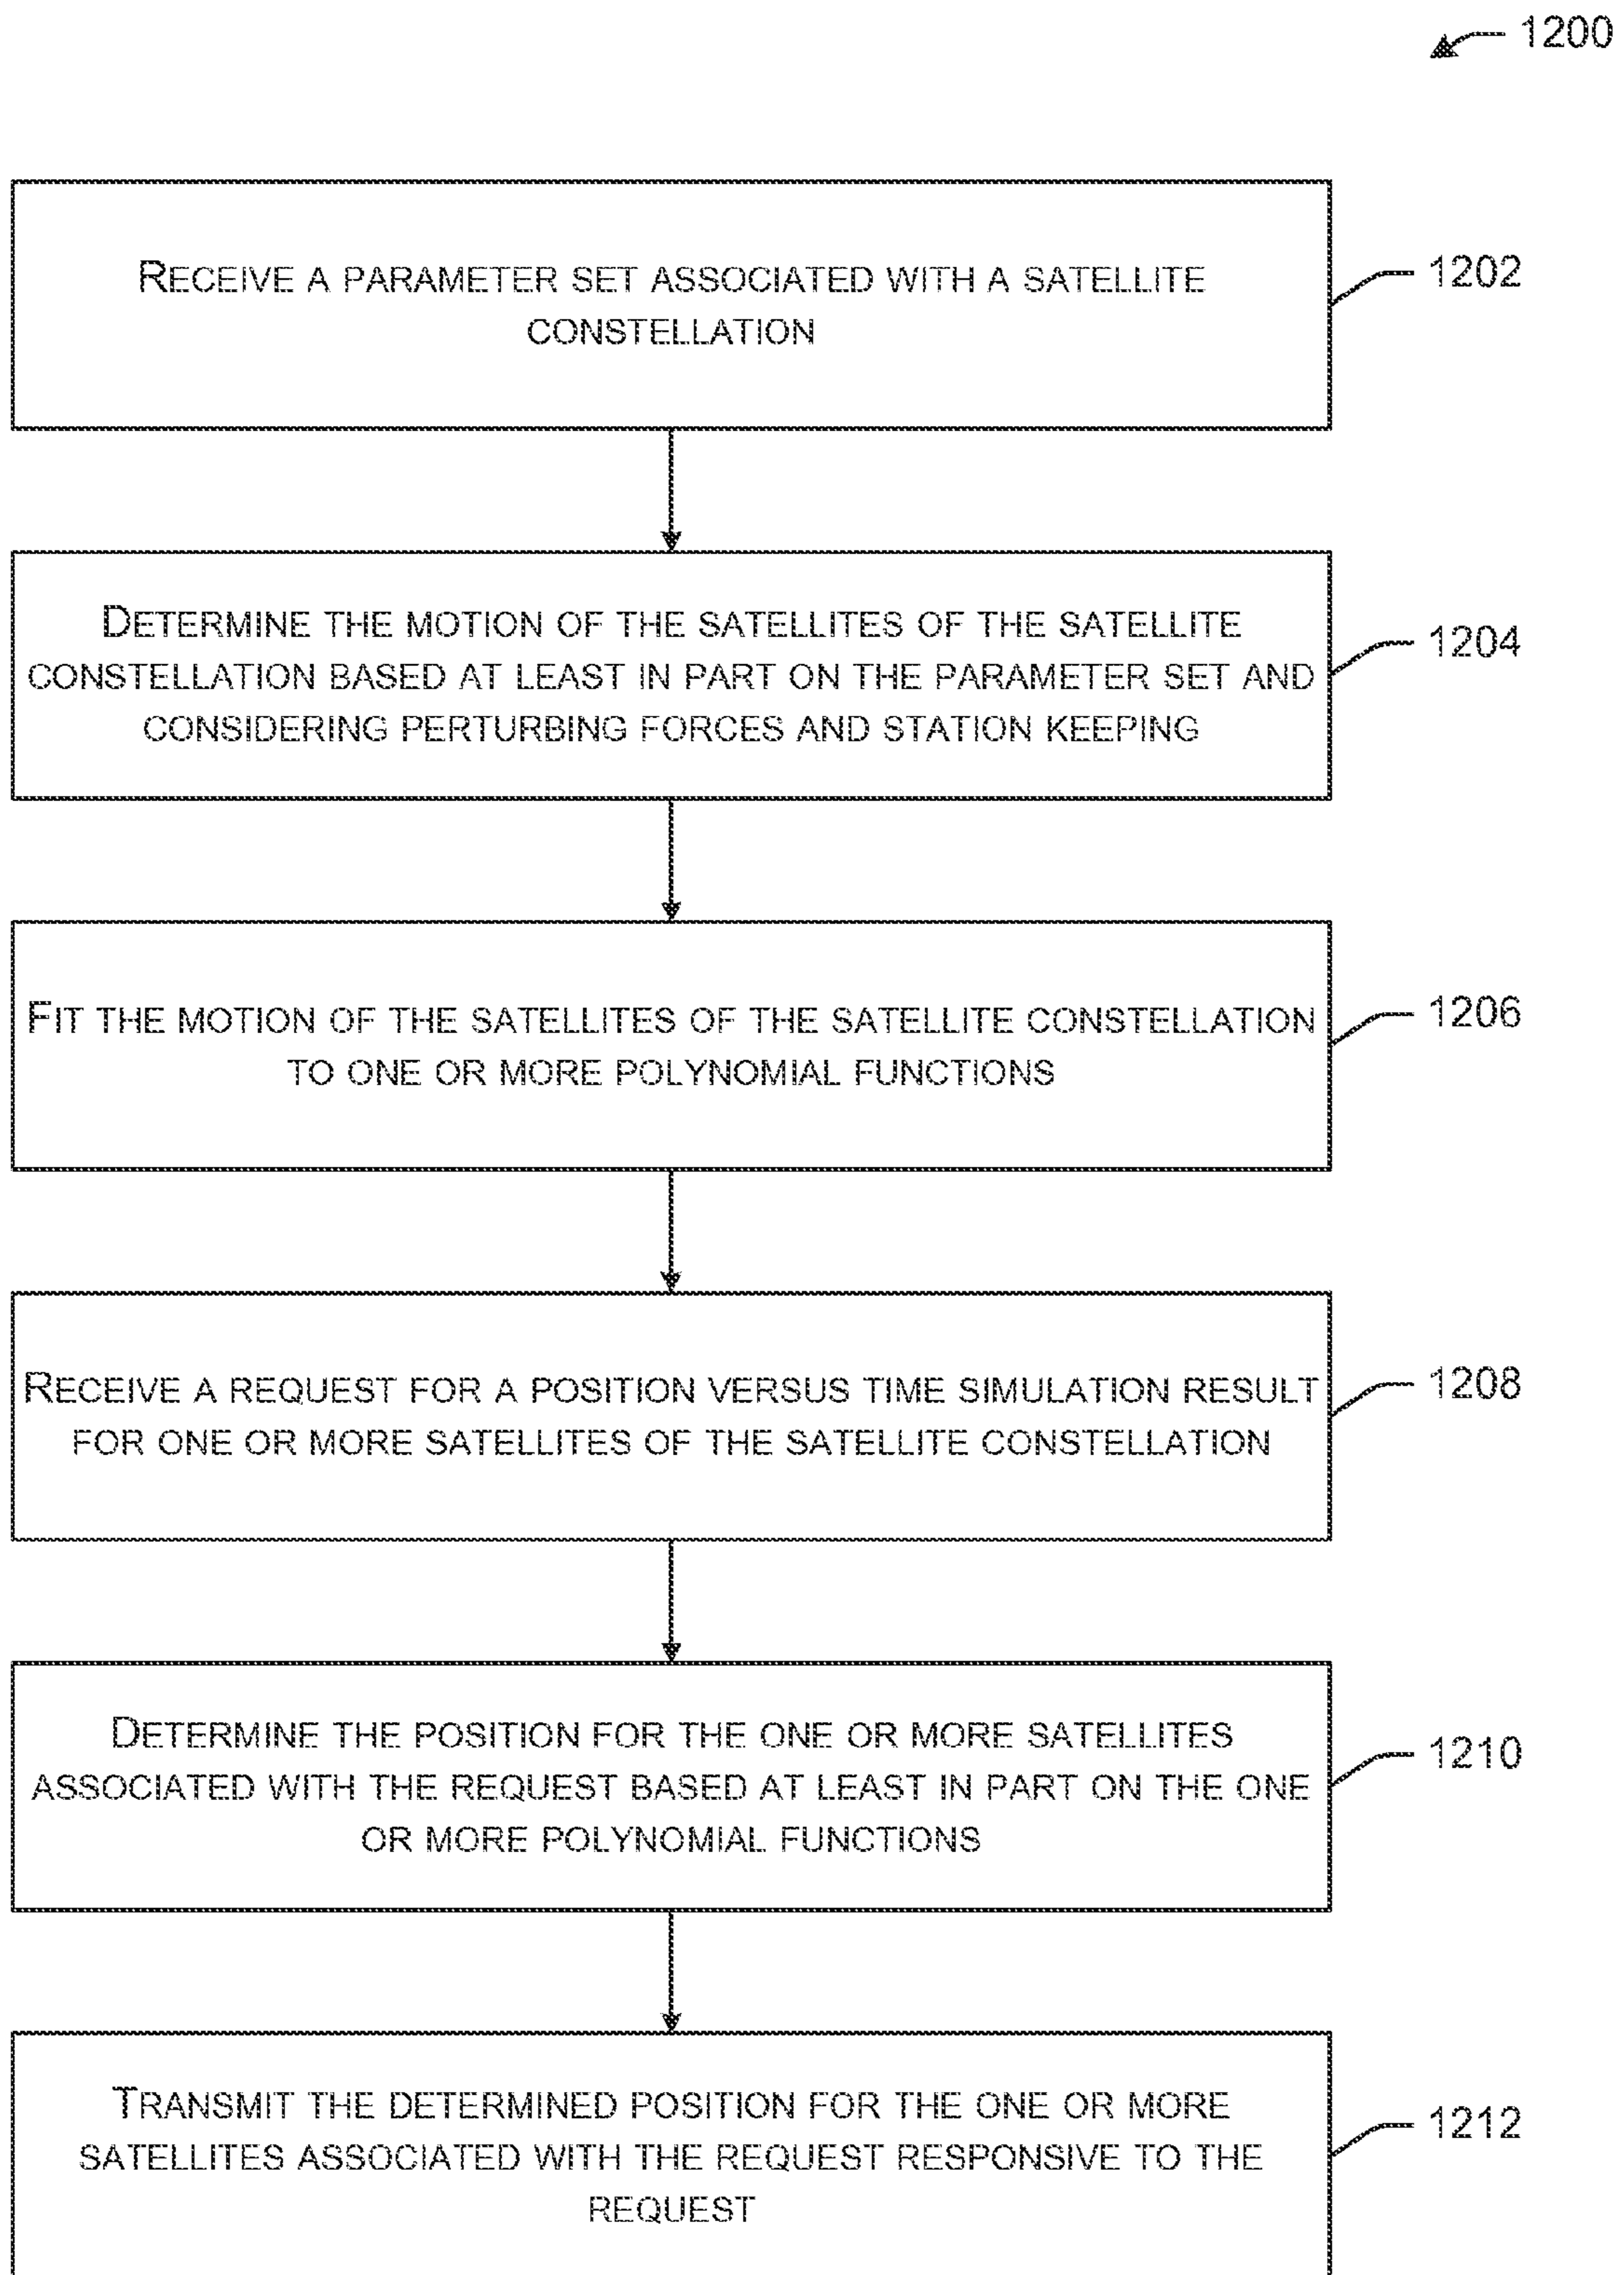 1200
RECEIVE A PARAMETER SET ASSOCIATED WITH A SATELLITE
CONSTELLATION
1202
DETERMINE THE MOTION OF THE SATELLITES OF THE SATELLITE
CONSTELLATION BASED AT LEAST IN PART ON THE PARAMETER SET AND
CONSIDERING PERTURBING FORCES AND STATION KEEPING
1204
FIT THE MOTION OF THE SATELLITES OF THE SATELLITE CONSTELLATION
TO ONE OR MORE POLYNOMIAL FUNCTIONS
1206
RECEIVE A REQUEST FOR A POSITION VERSUS TIME SIMULATION RESULT
FOR ONE OR MORE SATELLITES OF THE SATELLITE CONSTELLATION
1208
DETERMINE THE POSITION FOR THE ONE OR MORE SATELLITES
ASSOCIATED WITH THE REQUEST BASED AT LEAST IN PART ON THE ONE
OR MORE POLYNOMIAL FUNCTIONS
1210
TRANSMIT THE DETERMINED POSITION FOR THE ONE OR MORE
SATELLITES ASSOCIATED WITH THE REQUEST RESPONSIVE TO THE
REQUEST
1212